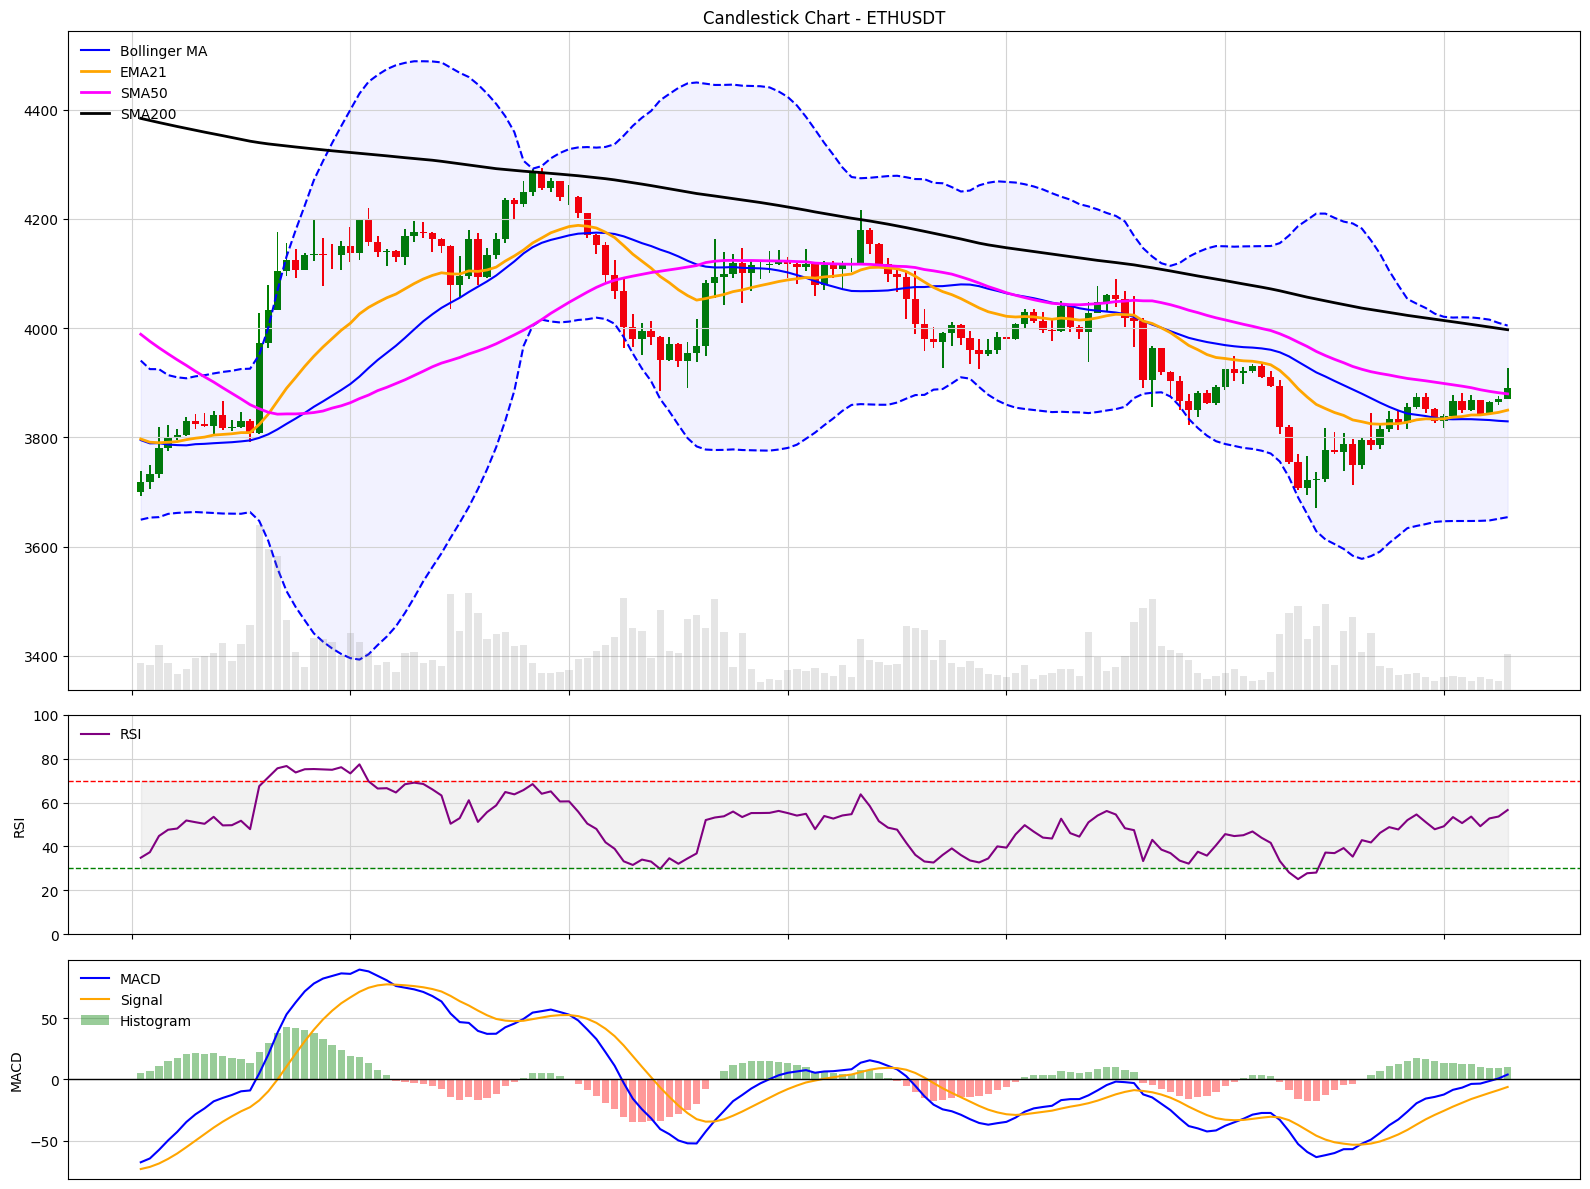 Candlestick Chart - ETHUSDT
Bollinger MA
EMA21
SMA50
SMA200
4400
4200
4000
3800
3600
3400
RSI
100
80
60
40
20
0
RSI
MACD
Signal
Histogram
50
0
−50
MACD